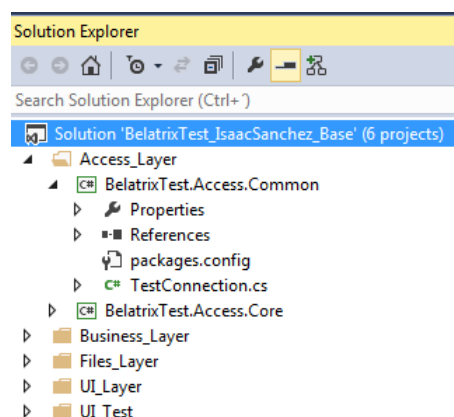 Solution Explorer
Search Solution Explorer (Ctrl+´)
Solution 'BelatrixTest_IsaacSanchez_Base' (6 projects)
Access_Layer
C# BelatrixTest.Access.Common
Properties
References
packages.config
C# TestConnection.cs
C# BelatrixTest.Access.Core
Business_Layer
Files_Layer
UI_Layer
UI_Test